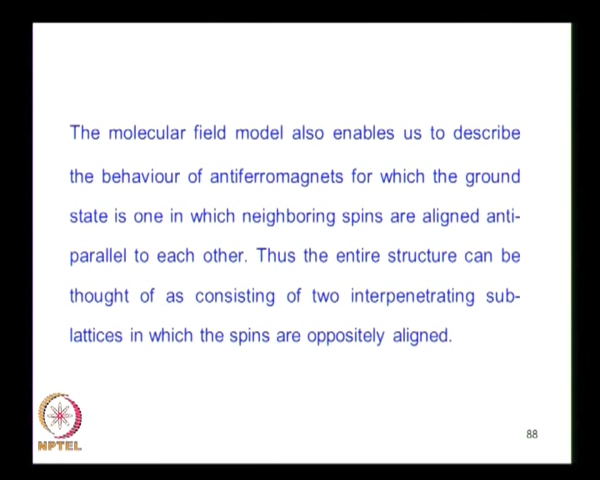 The molecular field model also enables us to describe
the behaviour of antiferromagnets for which the ground
state is one in which neighboring spins are aligned anti-
parallel to each other. Thus the entire structure can be
thought of as consisting of two interpenetrating sub-
lattices in which the spins are oppositely aligned.
NPTEL
88